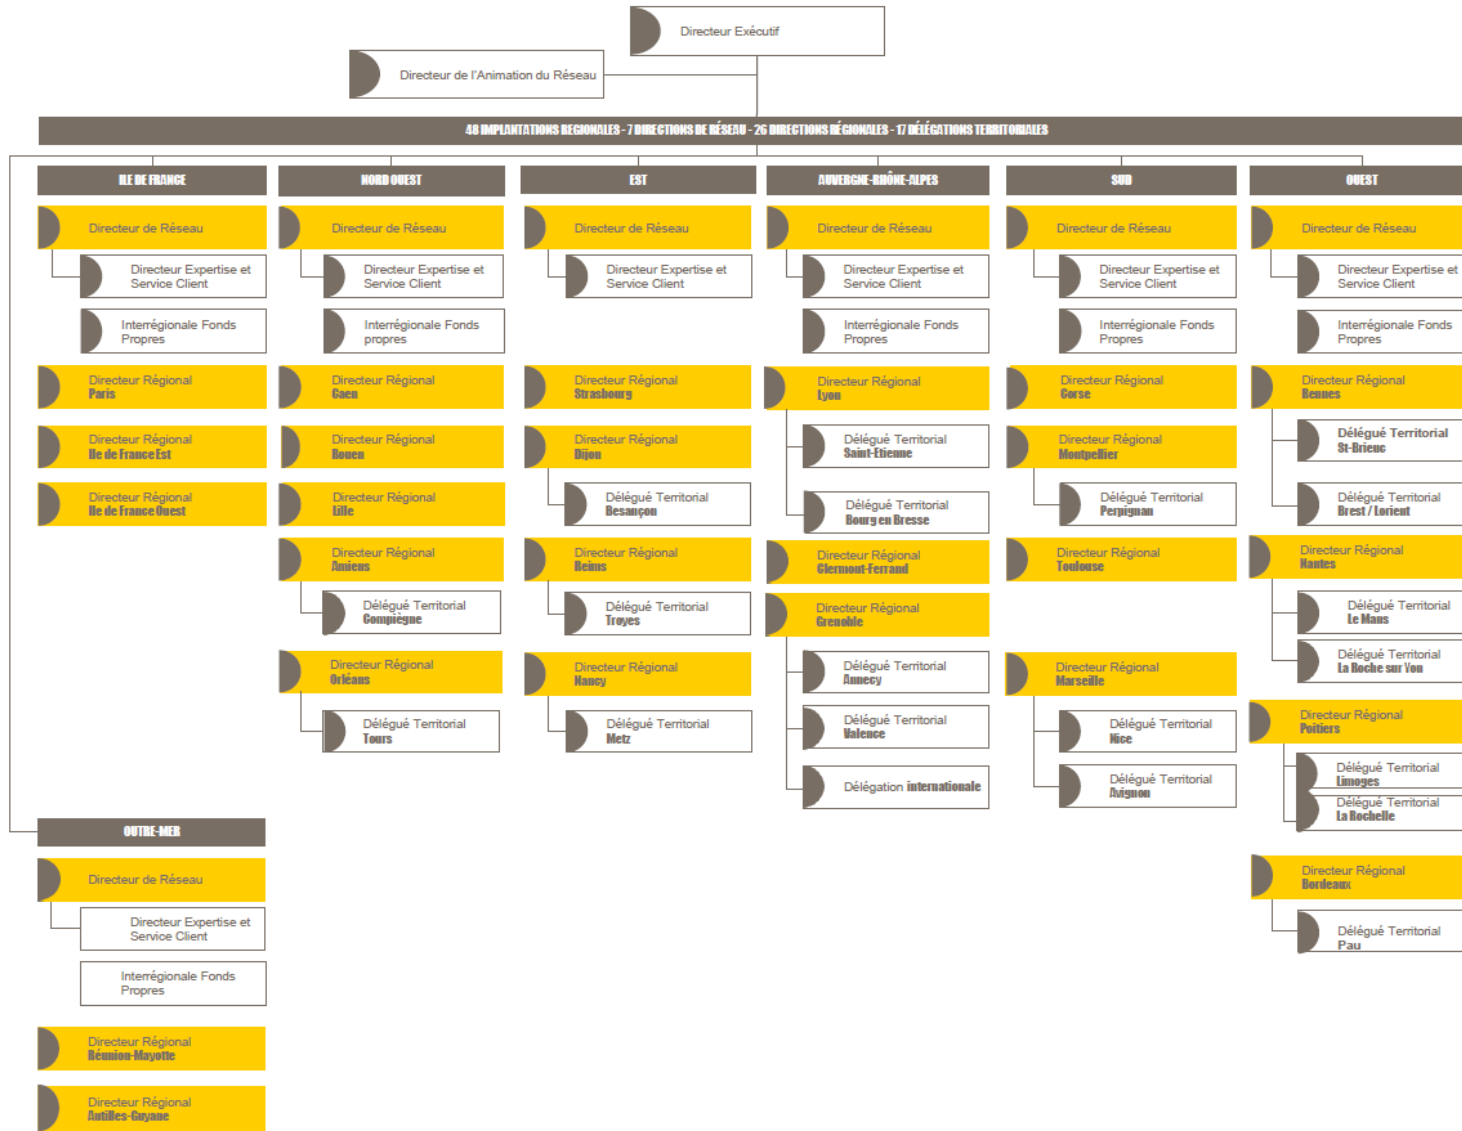 Directeur Exécutif
Directeur de l'Animation du Réseau
48 IMPLANTATIONS REGIONALES - 7 DIRECTIONS DE RÉSEAU - 26 DIRECTIONS RÉGIONALES - 17 DÉLÉGATIONS TERRITORIALES
ILE DE FRANCE
Directeur de Réseau
Directeur Expertise et
Service Client
Interrégionale Fonds
Propres
Directeur Régional
Paris
Directeur Régional
Ile de France Est
Directeur Régional
Ile de France Ouest
NORD OUEST
Directeur de Réseau
Directeur Expertise et
Service Client
Interrégionale Fonds
propres
Directeur Régional
Caen
Directeur Régional
Rouen
Directeur Régional
Lille
Directeur Régional
Amiens
Délégué Territorial
Compiègne
Directeur Régional
Orléans
Délégué Territorial
Tours
EST
Directeur de Réseau
Directeur Expertise et
Service Client
Directeur Régional
Strasbourg
Directeur Régional
Dijon
Délégué Territorial
Besançon
Directeur Régional
Reims
Délégué Territorial
Troyes
Directeur Régional
Nancy
Délégué Territorial
Metz
AUVERGNE-RHÔNE-ALPES
Directeur de Réseau
Directeur Expertise et
Service Client
Interrégionale Fonds
Propres
Directeur Régional
Lyon
Délégué Territorial
Saint-Etienne
Délégué Territorial
Bourg en Bresse
Directeur Régional
Clermont-Ferrand
Directeur Régional
Grenoble
Délégué Territorial
Annecy
Délégué Territorial
Valence
Délégation internationale
SUD
Directeur de Réseau
Directeur Expertise et
Service Client
Interrégionale Fonds
Propres
Directeur Régional
Corse
Directeur Régional
Montpellier
Délégué Territorial
Perpignan
Directeur Régional
Toulouse
Directeur Régional
Marseille
Délégué Territorial
Nice
Délégué Territorial
Avignon
OUEST
Directeur de Réseau
Directeur Expertise et
Service Client
Interrégionale Fonds
Propres
Directeur Régional
Rennes
Délégué Territorial
St-Brieuc
Délégué Territorial
Brest / Lorient
Directeur Régional
Nantes
Délégué Territorial
Le Mans
Délégué Territorial
La Roche sur Yon
Directeur Régional
Poitiers
Délégué Territorial
Limoges
Délégué Territorial
La Rochelle
Directeur Régional
Bordeaux
Délégué Territorial
Pau
OUTRE-MER
Directeur de Réseau
Directeur Expertise et
Service Client
Interrégionale Fonds
Propres
Directeur Régional
Réunion-Mayotte
Directeur Régional
Antilles-Guyane